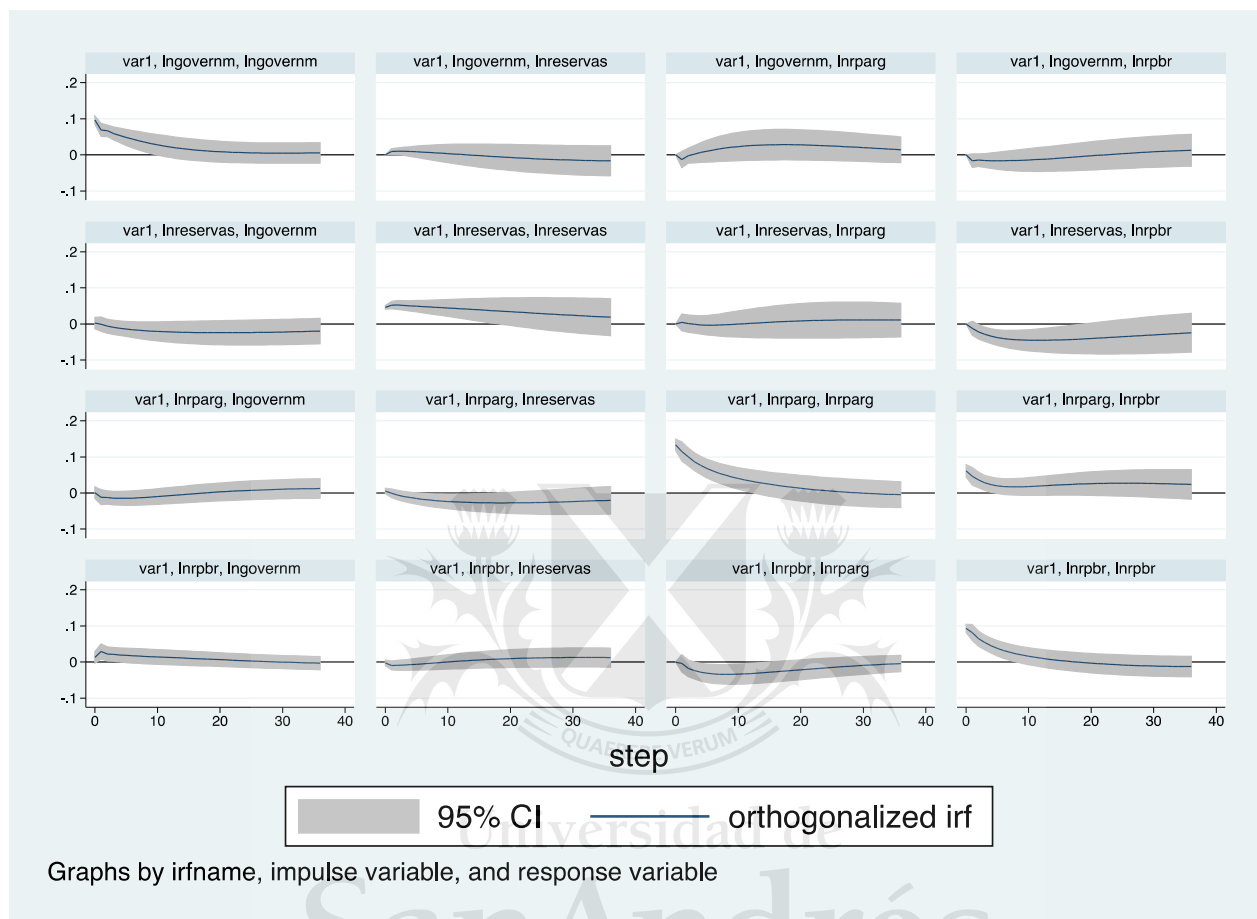 var1, lngovernm, lngovernm
var1, lngovernm, lnreservas
var1, lngovernm, lnrparg
var1, lngovernm, lnrpbr
.2
.1
0
-.1
var1, lnreservas, lngovernm
var1, lnreservas, lnreservas
var1, lnreservas, lnrparg
var1, lnreservas, lnrpbr
.2
.1
0
-.1
var1, lnrparg, lngovernm
var1, lnrparg, lnreservas
var1, lnrparg, lnrparg
var1, lnrparg, lnrpbr
.2
.1
0
-.1
var1, lnrpbr, lngovernm
var1, lnrpbr, lnreservas
var1, lnrpbr, lnrparg
var1, lnrpbr, lnrpbr
.2
.1
0
-.1
0 10 20 30 40
0 10 20 30 40
0 10 20 30 40
0 10 20 30 40
QUAERERE VERUM
step
95% CI
orthogonalized irf
Universidad de
Graphs by irfname, impulse variable, and response variable
SanAndrés